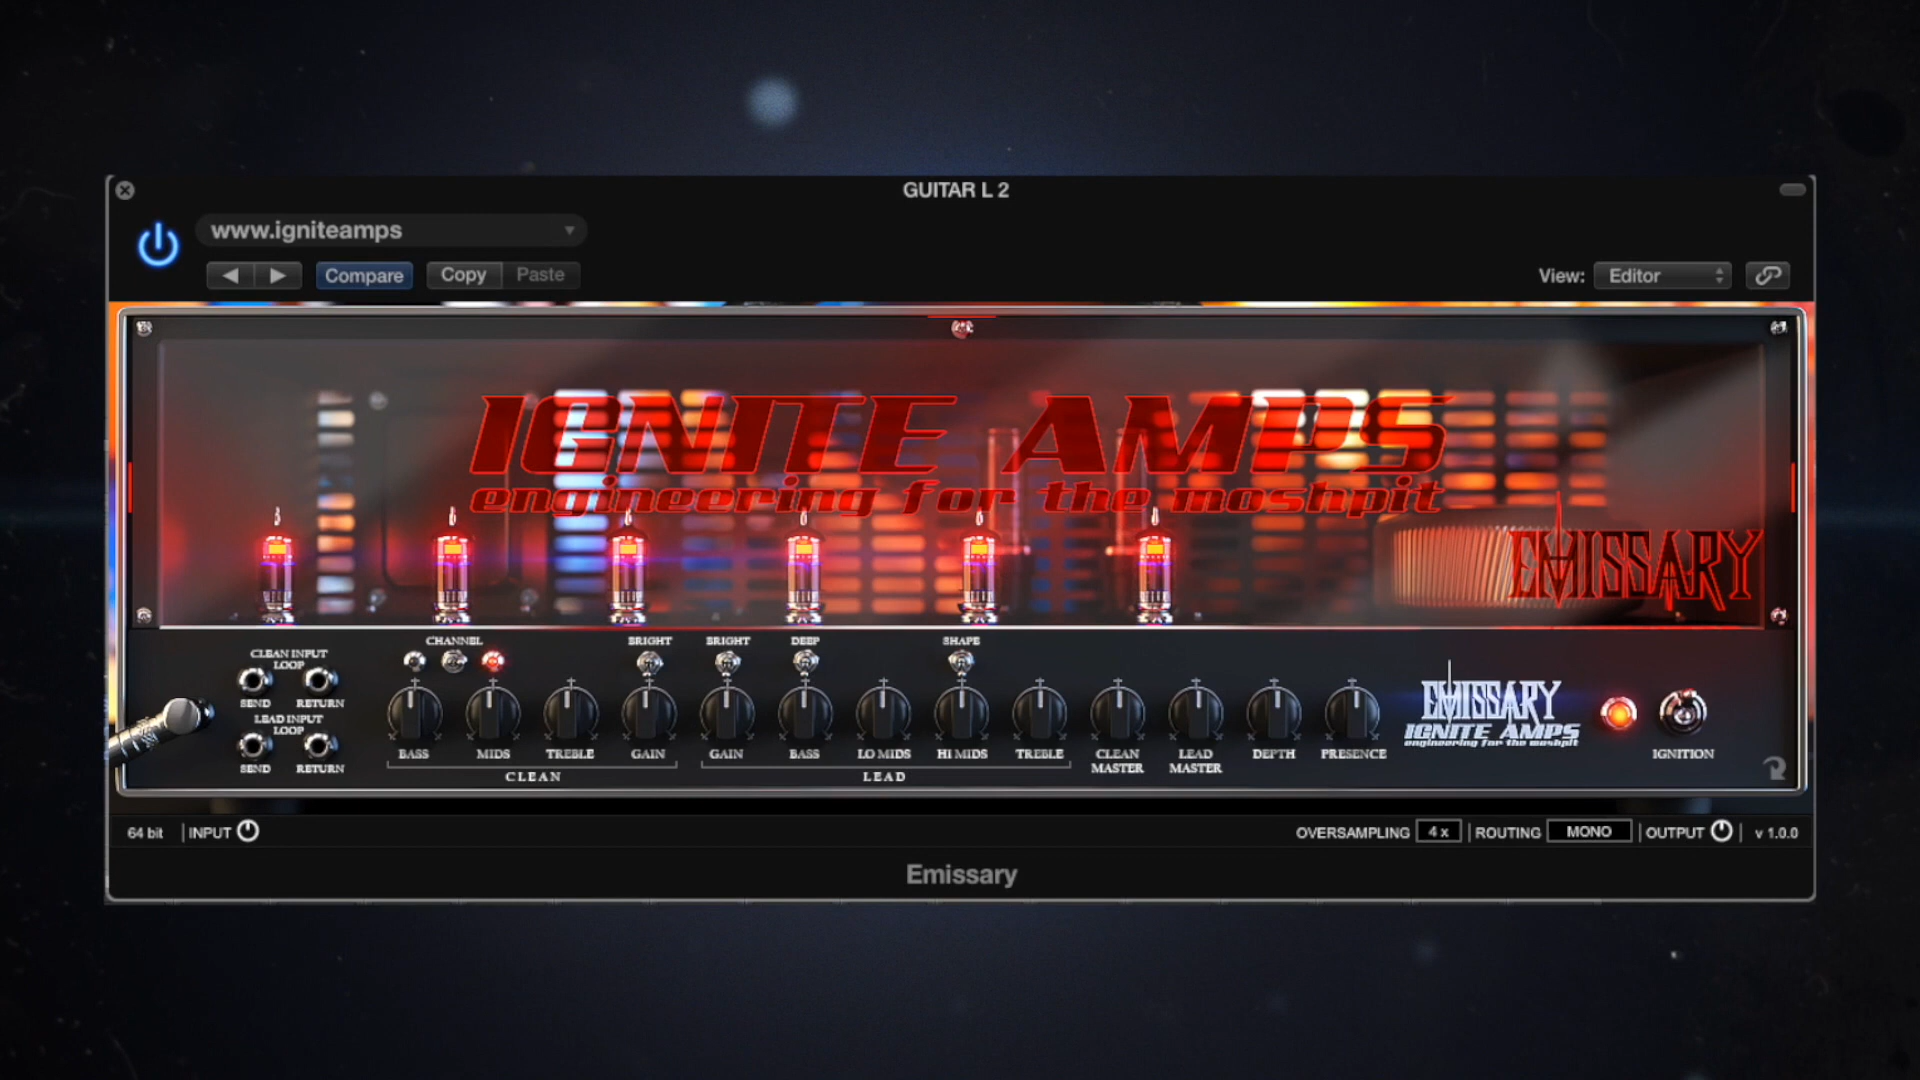 GUITAR L 2
www.igniteamps
Compare
Copy
Paste
View:
Editor
IGNITE AMPS
engineering for the moshpit
EMISSARY
CHANNEL
BRIGHT
BRIGHT
DEEP
SHAPE
CLEAN INPUT
LOOP
SEND
RETURN
LEAD INPUT
LOOP
SEND
RETURN
BASS
MIDS
TREBLE
GAIN
CLEAN
GAIN
BASS
LO MIDS
HI MIDS
TREBLE
LEAD
CLEAN
MASTER
LEAD
MASTER
DEPTH
PRESENCE
EMISSARY
IGNITE AMPS
engineering for the moshpit
IGNITION
64 bit
INPUT
OVERSAMPLING
4 x
ROUTING
MONO
OUTPUT
v 1.0.0
Emissary